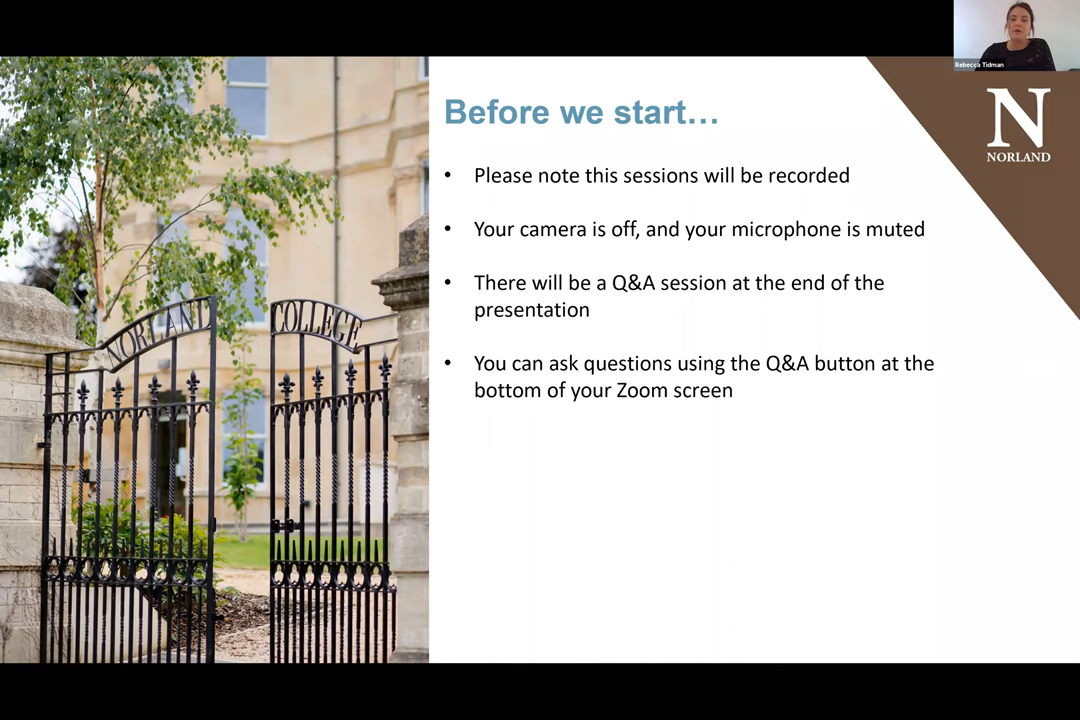 Rebecca Tidman
Before we start…
N
NORLAND
• Please note this sessions will be recorded
• Your camera is off, and your microphone is muted
• There will be a Q&A session at the end of the
presentation
• You can ask questions using the Q&A button at the
bottom of your Zoom screen
NORLAND COLLEGE